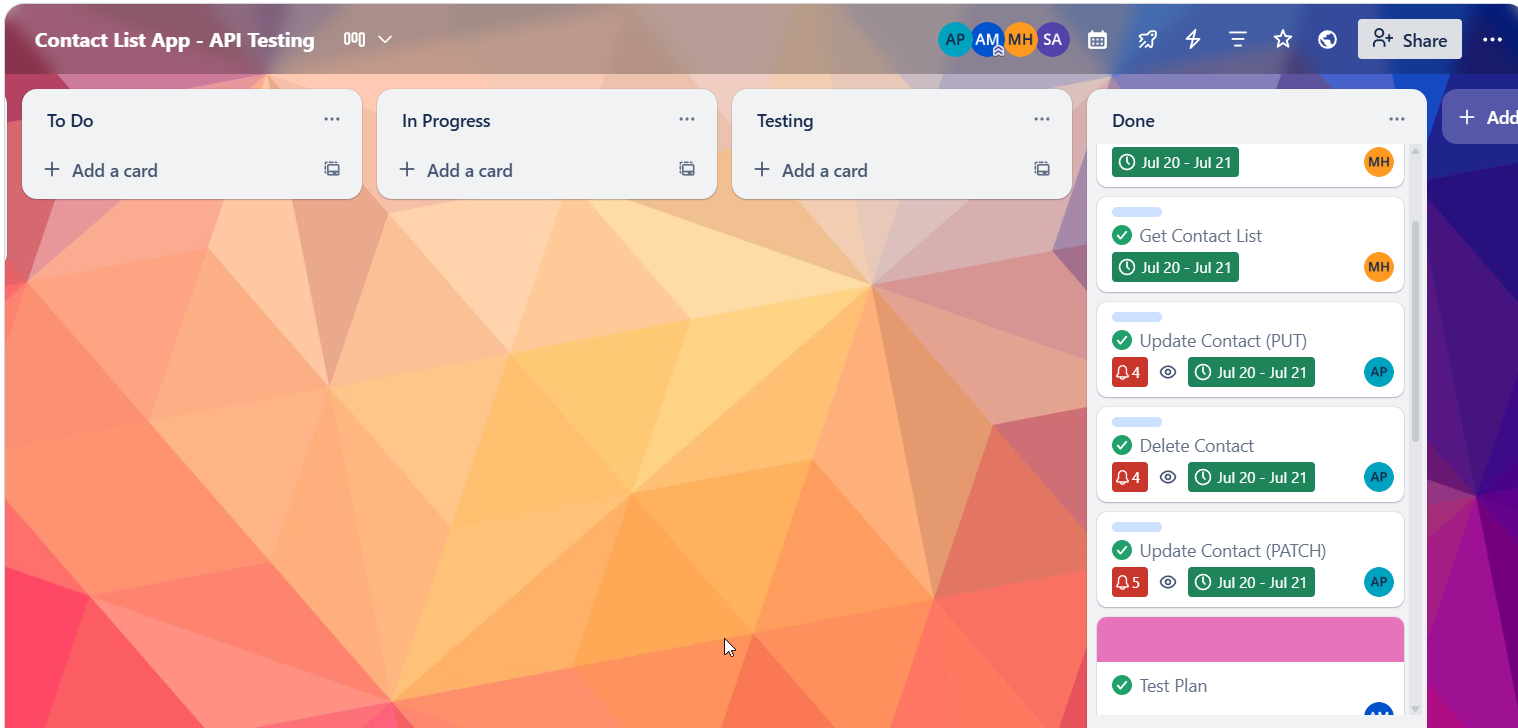 Contact List App - API Testing
AP AM MH SA
Share
Add
To Do
Add a card
In Progress
Add a card
Testing
Add a card
Done
Jul 20 - Jul 21
MH
Get Contact List
Jul 20 - Jul 21
MH
Update Contact (PUT)
4 Jul 20 - Jul 21
AP
Delete Contact
4 Jul 20 - Jul 21
AP
Update Contact (PATCH)
5 Jul 20 - Jul 21
AP
Test Plan
AM